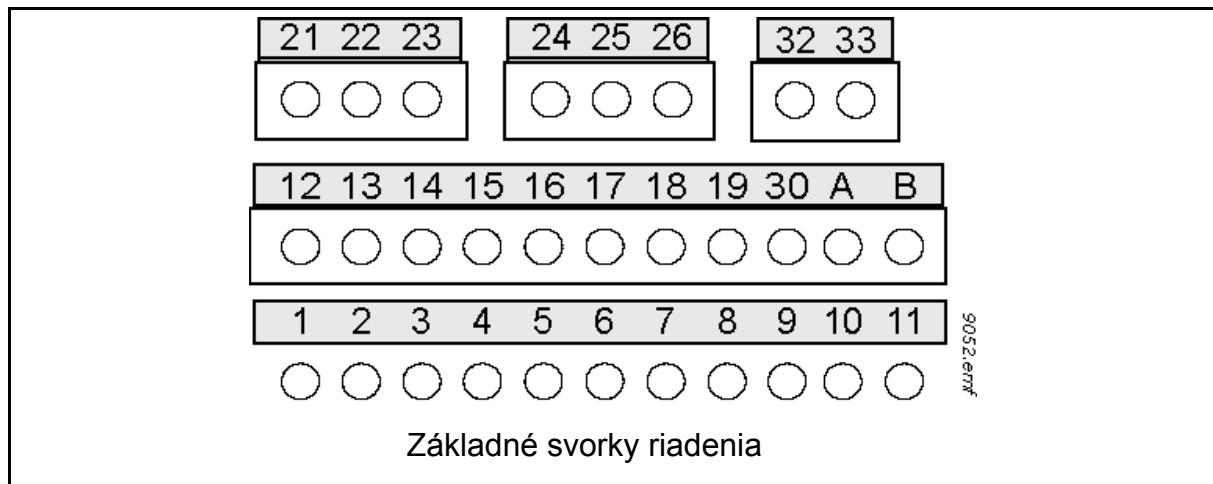 21 22 23 24 25 26 32 33
12 13 14 15 16 17 18 19 30 A B
1 2 3 4 5 6 7 8 9 10 11
9052.emf
Základné svorky riadenia